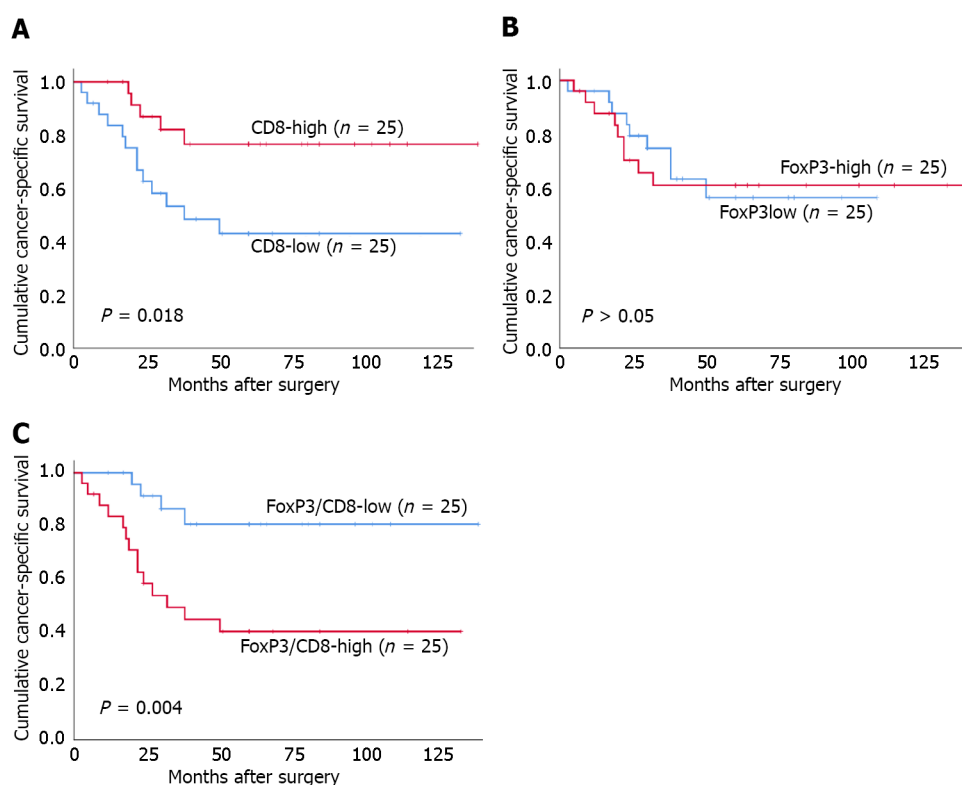 A
Cumulative cancer-specific survival
1.0
0.8
0.6
0.4
0.2
0.0
CD8-high (n = 25)
CD8-low (n = 25)
P = 0.018
0 25 50 75 100 125
Months after surgery
B
Cumulative cancer-specific survival
1.0
0.8
0.6
0.4
0.2
0.0
FoxP3-high (n = 25)
FoxP3low (n = 25)
P > 0.05
0 25 50 75 100 125
Months after surgery
C
Cumulative cancer-specific survival
1.0
0.8
0.6
0.4
0.2
0.0
FoxP3/CD8-low (n = 25)
FoxP3/CD8-high (n = 25)
P = 0.004
0 25 50 75 100 125
Months after surgery